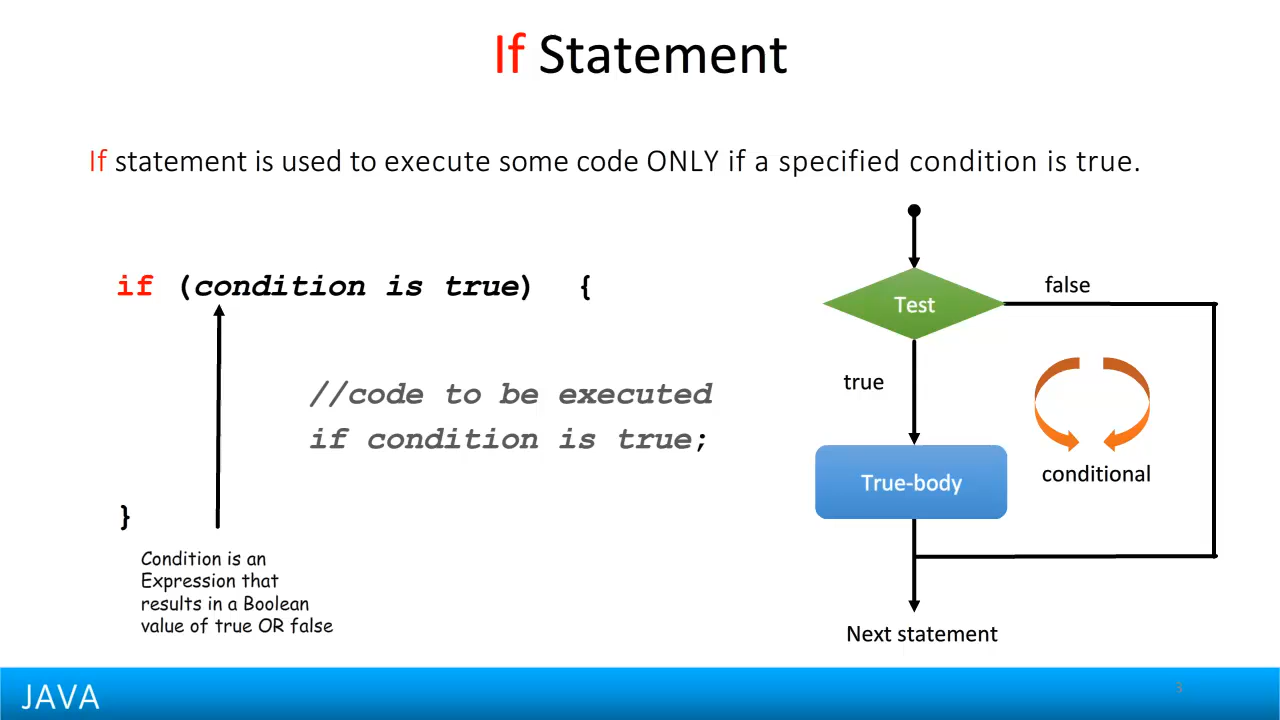 If Statement
If statement is used to execute some code ONLY if a specified condition is true.
if (condition is true) {
//code to be executed
if condition is true;
}
Condition is an
Expression that
results in a Boolean
value of true OR false
Test
false
true
conditional
True-body
Next statement
JAVA
3